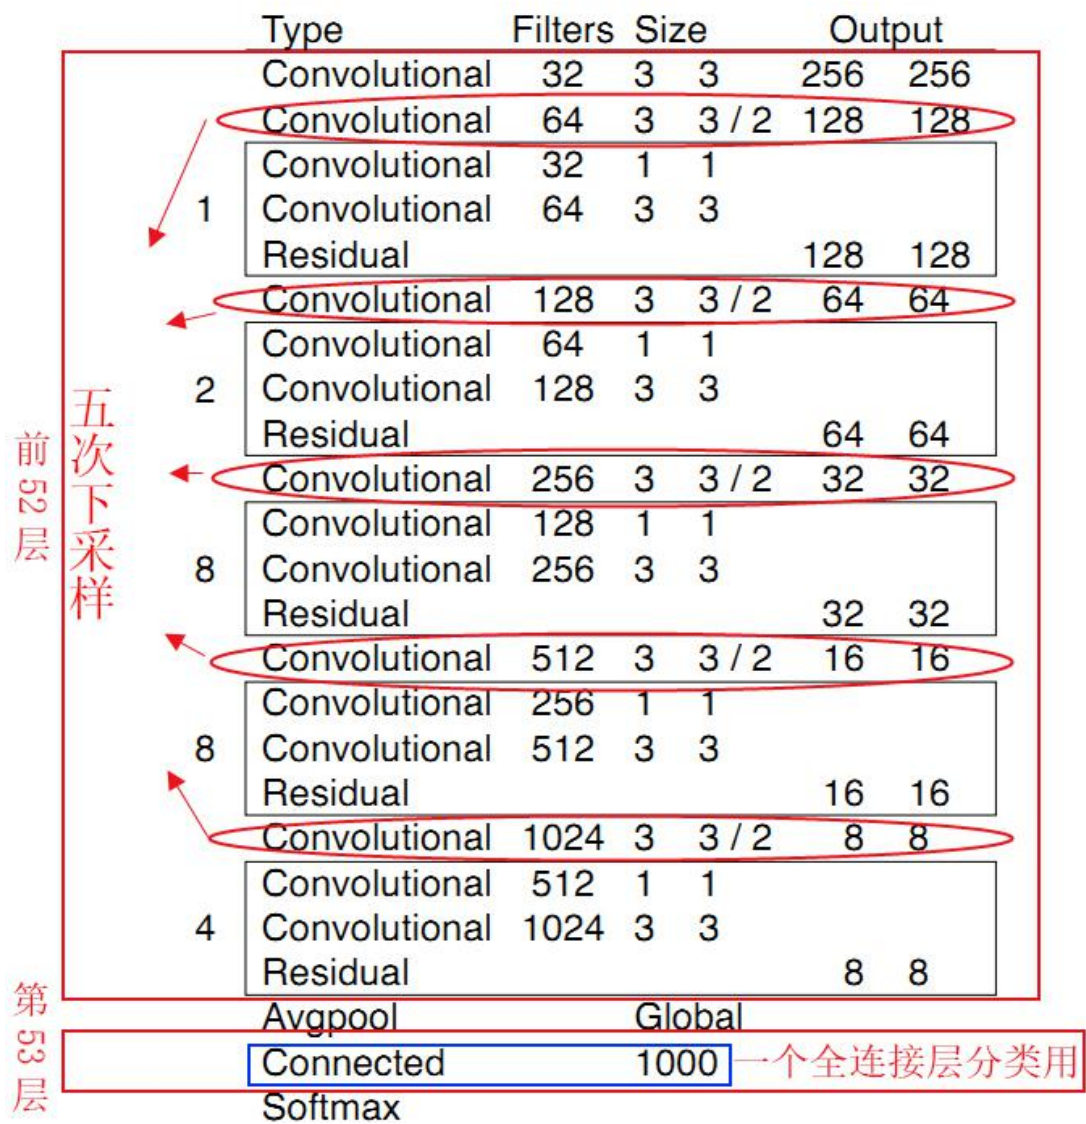 Type Filters Size Output
Convolutional 32 3 3 256 256
Convolutional 64 3 3 / 2 128 128
Convolutional 32 1 1
1 Convolutional 64 3 3
Residual 128 128
Convolutional 128 3 3 / 2 64 64
Convolutional 64 1 1
2 Convolutional 128 3 3
Residual 64 64
Convolutional 256 3 3 / 2 32 32
Convolutional 128 1 1
8 Convolutional 256 3 3
Residual 32 32
Convolutional 512 3 3 / 2 16 16
Convolutional 256 1 1
8 Convolutional 512 3 3
Residual 16 16
Convolutional 1024 3 3 / 2 8 8
Convolutional 512 1 1
4 Convolutional 1024 3 3
Residual 8 8
Avgpool Global
Connected 1000 一个全连接层分类用
Softmax
前52层
五次下采样
第53层